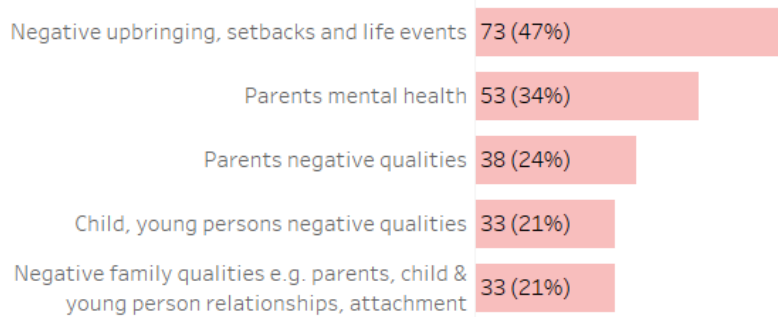 Negative upbringing, setbacks and life events 73 (47%)
Parents mental health 53 (34%)
Parents negative qualities 38 (24%)
Child, young persons negative qualities 33 (21%)
Negative family qualities e.g. parents, child &
young person relationships, attachment 33 (21%)